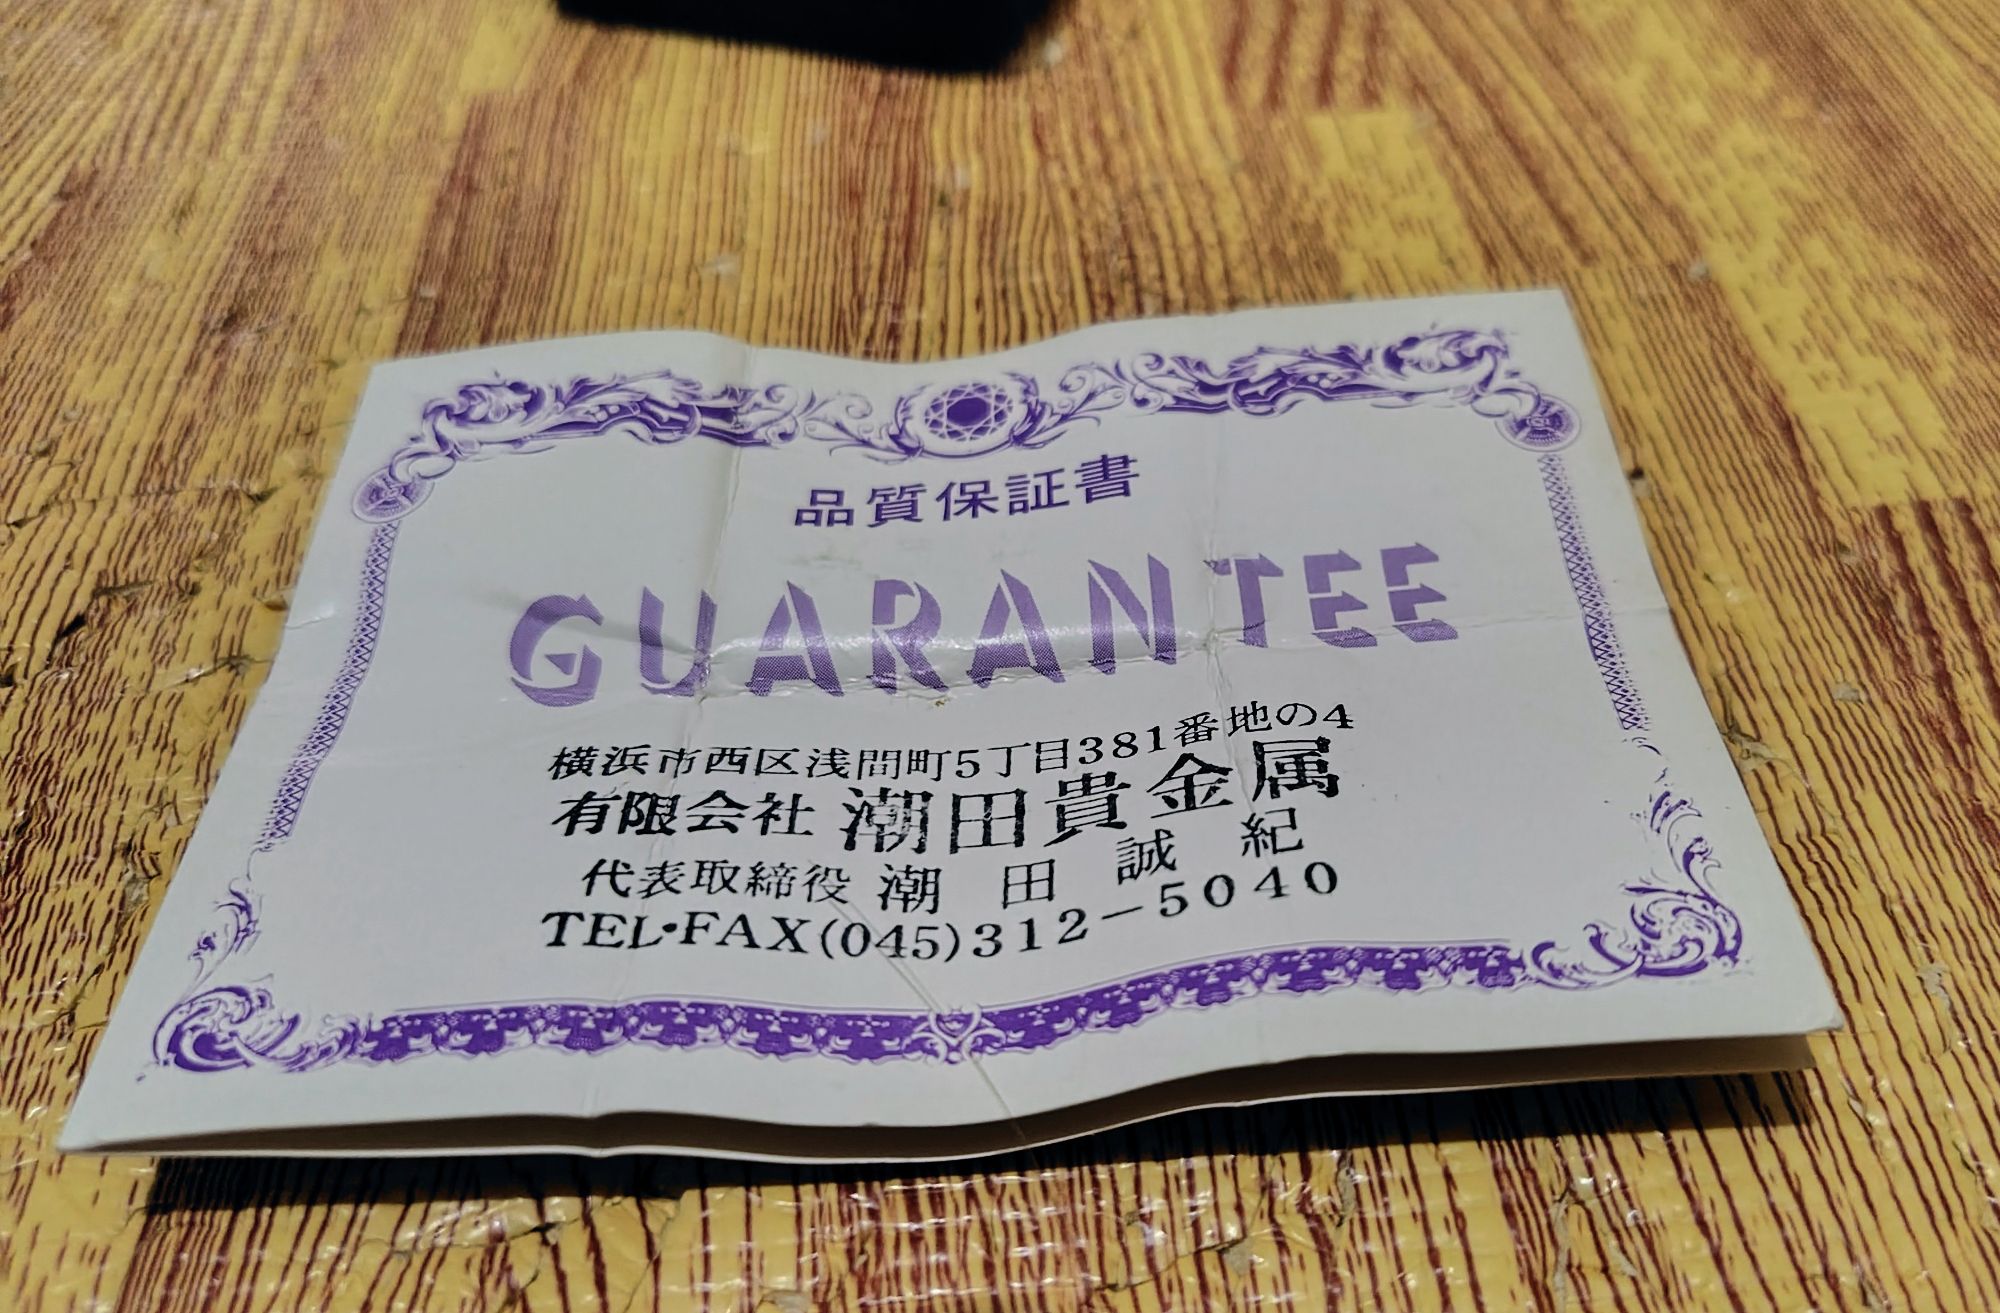 品質保証書
GUARANTEE
横浜市西区浅間町5丁目381番地の4
有限会社 潮田貴金属
代表取締役 潮田 誠 紀
TEL•FAX(045)312-5040